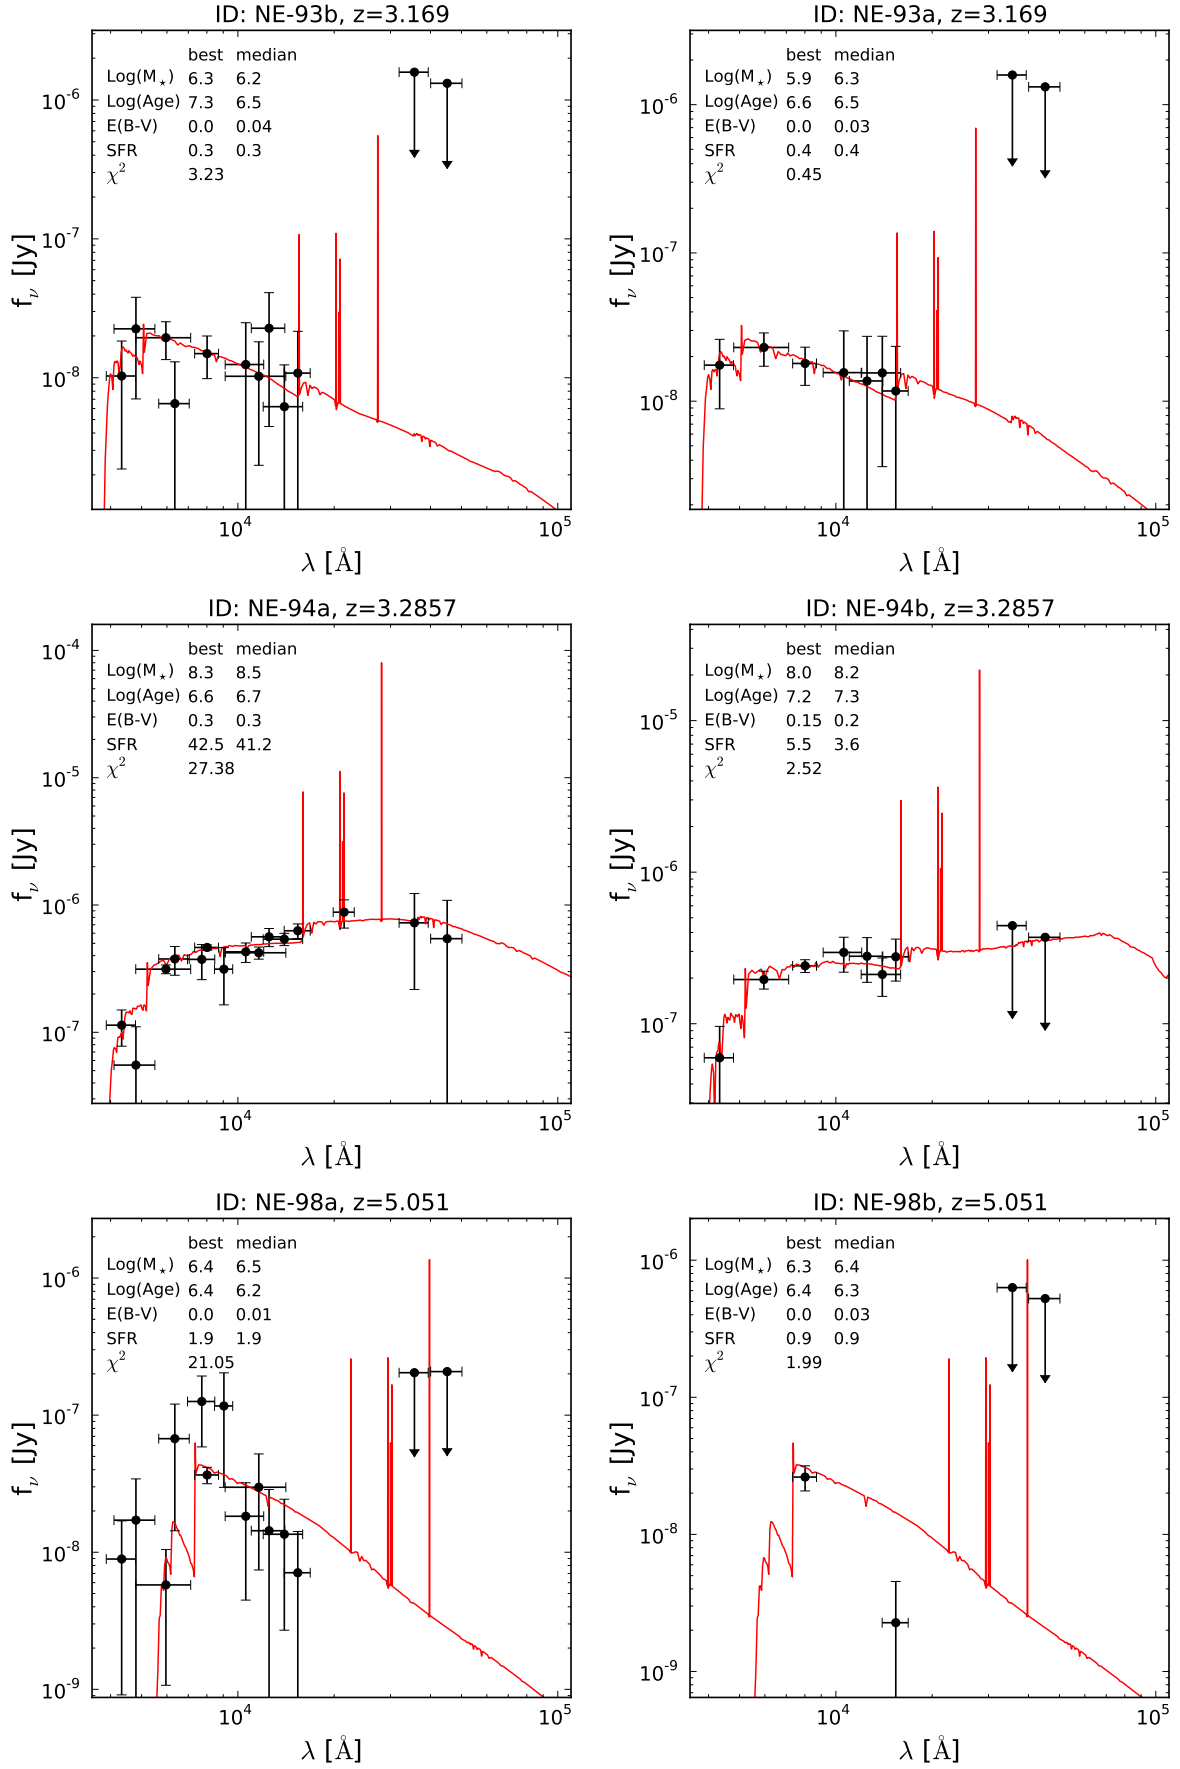 ID: NE-93b, z=3.169
best median
Log(M⋆) 6.3 6.2
Log(Age) 7.3 6.5
E(B-V) 0.0 0.04
SFR 0.3 0.3
χ² 3.23
10⁻⁶
10⁻⁷
10⁻⁸
fν [Jy]
10⁴ 10⁵
λ [Å]
ID: NE-93a, z=3.169
best median
Log(M⋆) 5.9 6.3
Log(Age) 6.6 6.5
E(B-V) 0.0 0.03
SFR 0.4 0.4
χ² 0.45
10⁻⁶
10⁻⁷
10⁻⁸
fν [Jy]
10⁴ 10⁵
λ [Å]
ID: NE-94a, z=3.2857
best median
Log(M⋆) 8.3 8.5
Log(Age) 6.6 6.7
E(B-V) 0.3 0.3
SFR 42.5 41.2
χ² 27.38
10⁻⁴
10⁻⁵
10⁻⁶
10⁻⁷
fν [Jy]
10⁴ 10⁵
λ [Å]
ID: NE-94b, z=3.2857
best median
Log(M⋆) 8.0 8.2
Log(Age) 7.2 7.3
E(B-V) 0.15 0.2
SFR 5.5 3.6
χ² 2.52
10⁻⁵
10⁻⁶
10⁻⁷
fν [Jy]
10⁴ 10⁵
λ [Å]
ID: NE-98a, z=5.051
best median
Log(M⋆) 6.4 6.5
Log(Age) 6.4 6.2
E(B-V) 0.0 0.01
SFR 1.9 1.9
χ² 21.05
10⁻⁶
10⁻⁷
10⁻⁸
10⁻⁹
fν [Jy]
10⁴ 10⁵
λ [Å]
ID: NE-98b, z=5.051
best median
Log(M⋆) 6.3 6.4
Log(Age) 6.4 6.3
E(B-V) 0.0 0.03
SFR 0.9 0.9
χ² 1.99
10⁻⁶
10⁻⁷
10⁻⁸
10⁻⁹
fν [Jy]
10⁴ 10⁵
λ [Å]